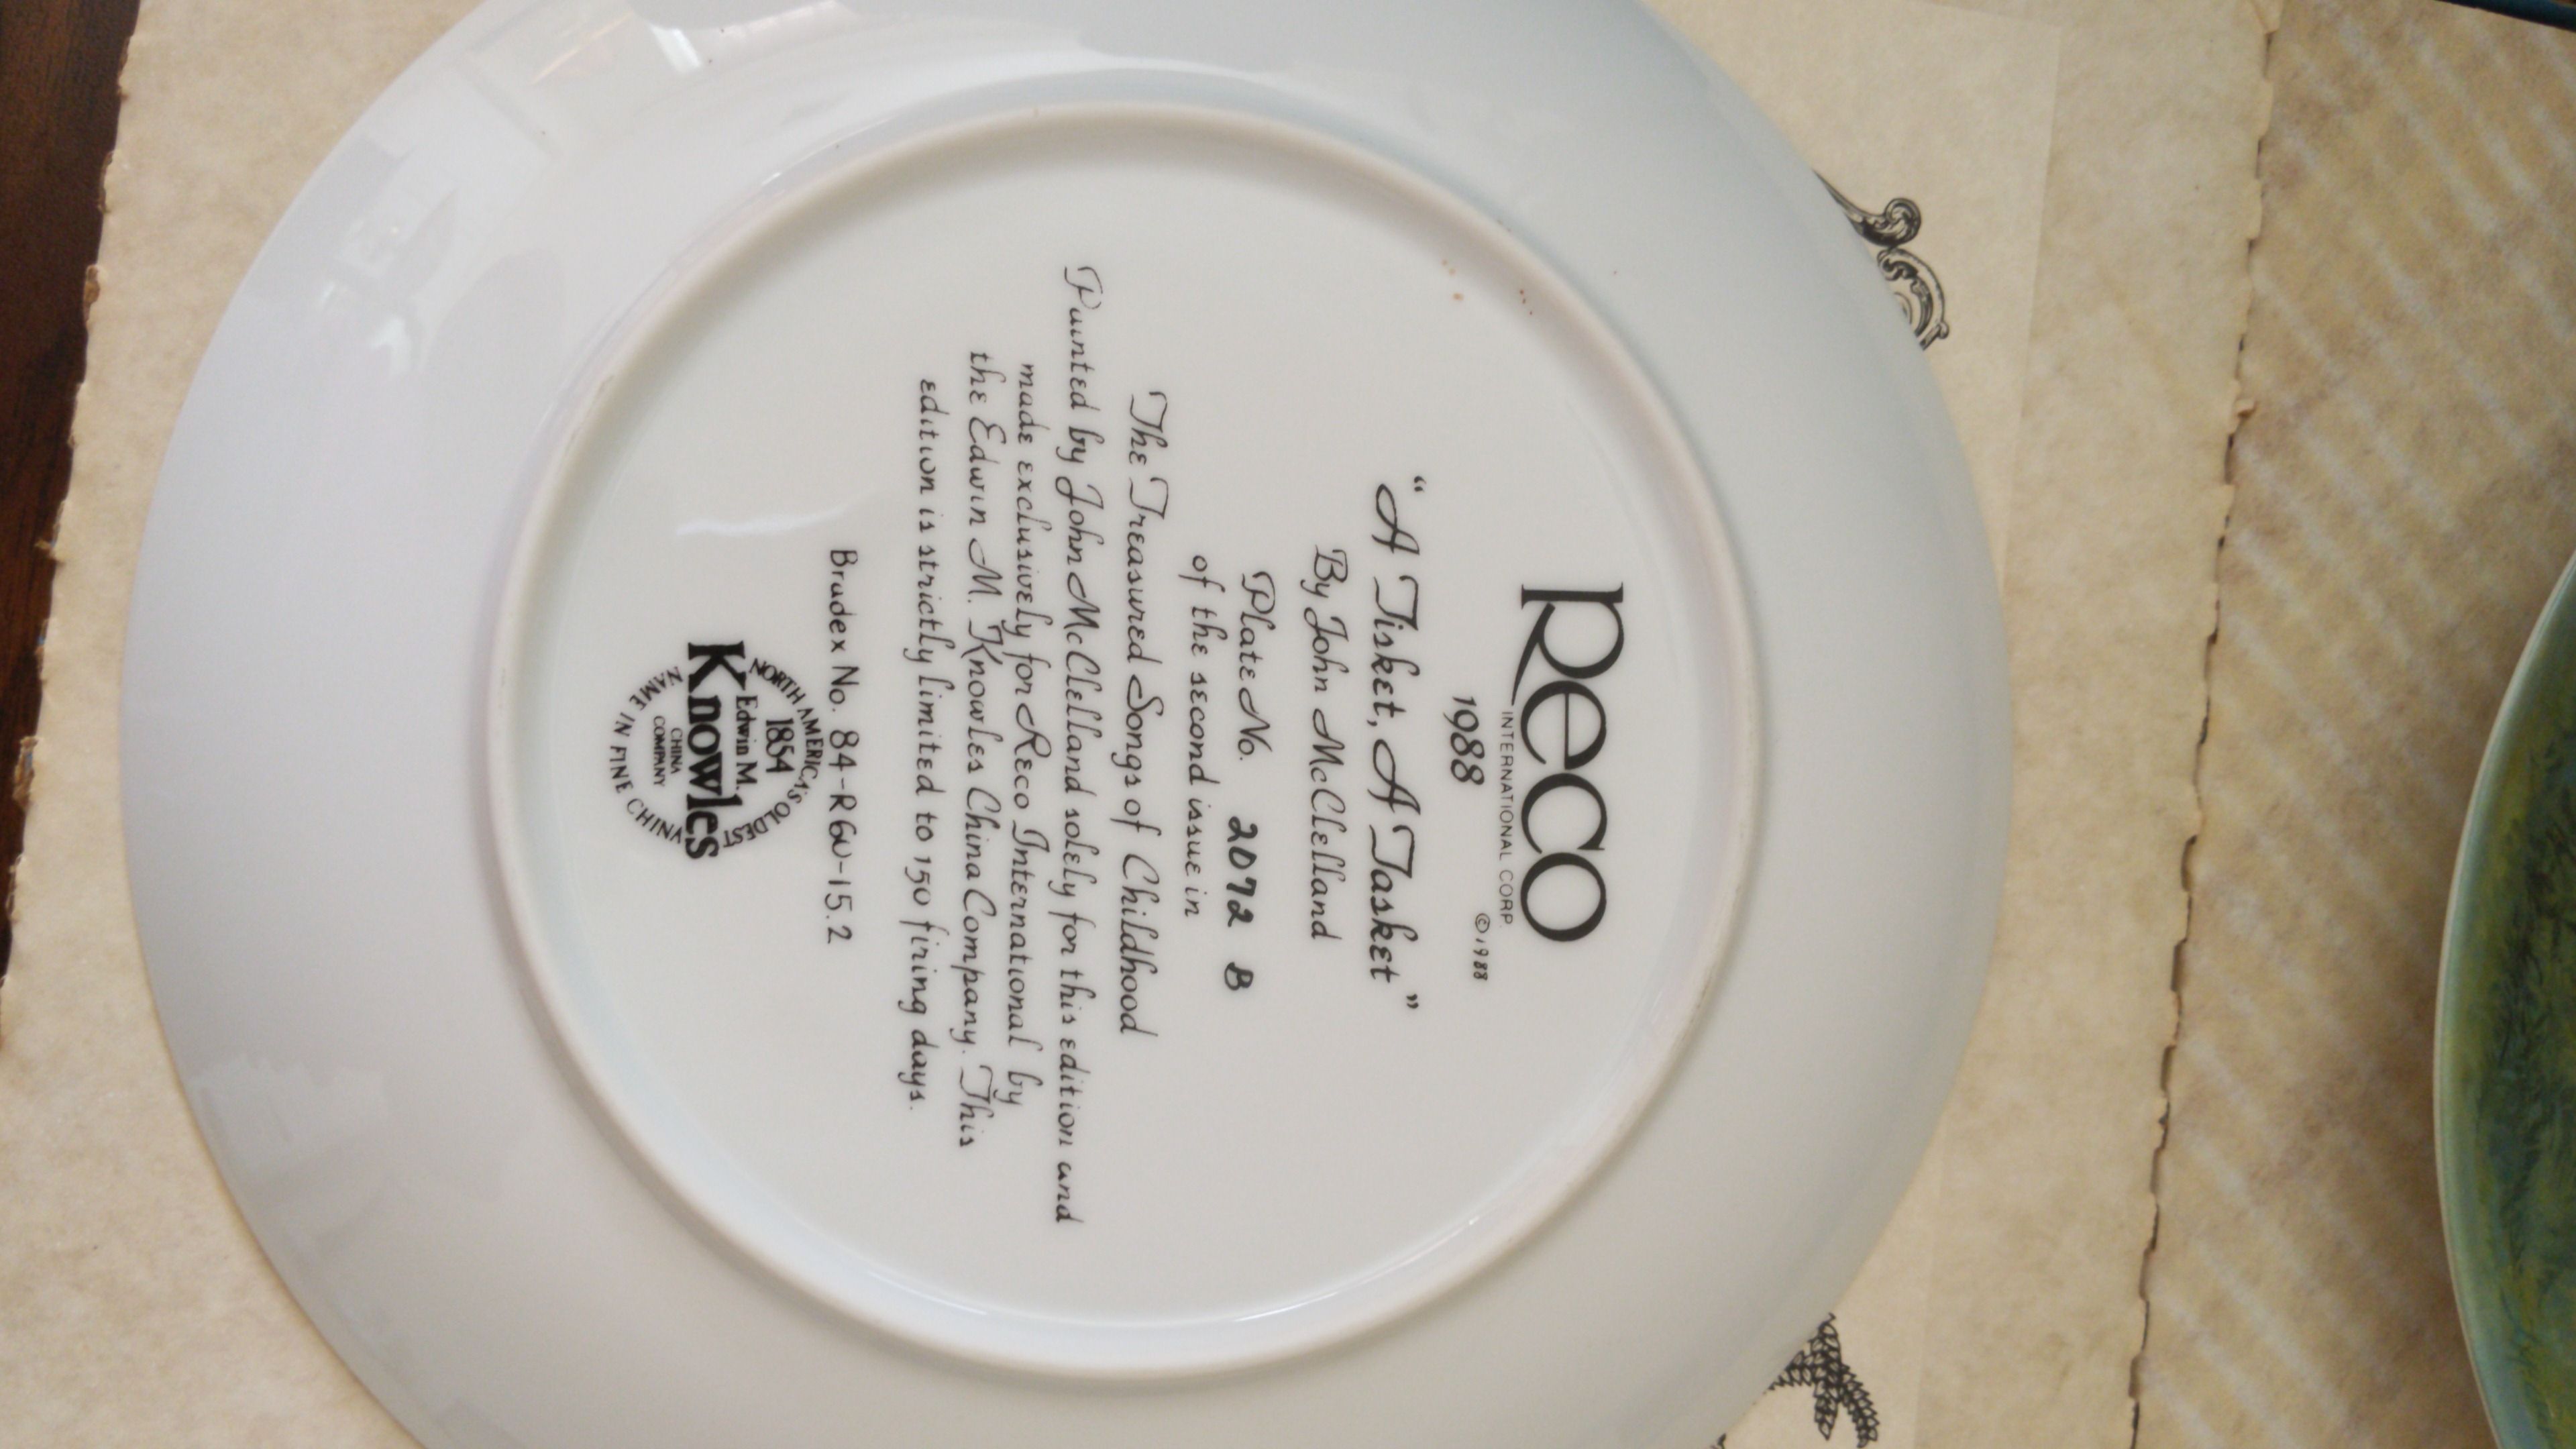 Reco
INTERNATIONAL CORP.
©1988
1988
"A Tisket, A Tasket"
By John McClelland
Plate No. 2072 B
of the second issue in
The Treasured Songs of Childhood
Painted by John McClelland solely for this edition and
made exclusively for Reco International by
the Edwin M. Knowles China Company. This
edition is strictly limited to 150 firing days.
Bradex No. 84-R60-15.2
NORTH AMERICA'S OLDEST
1854
Edwin M.
Knowles
CHINA
COMPANY
NAME IN FINE CHINA